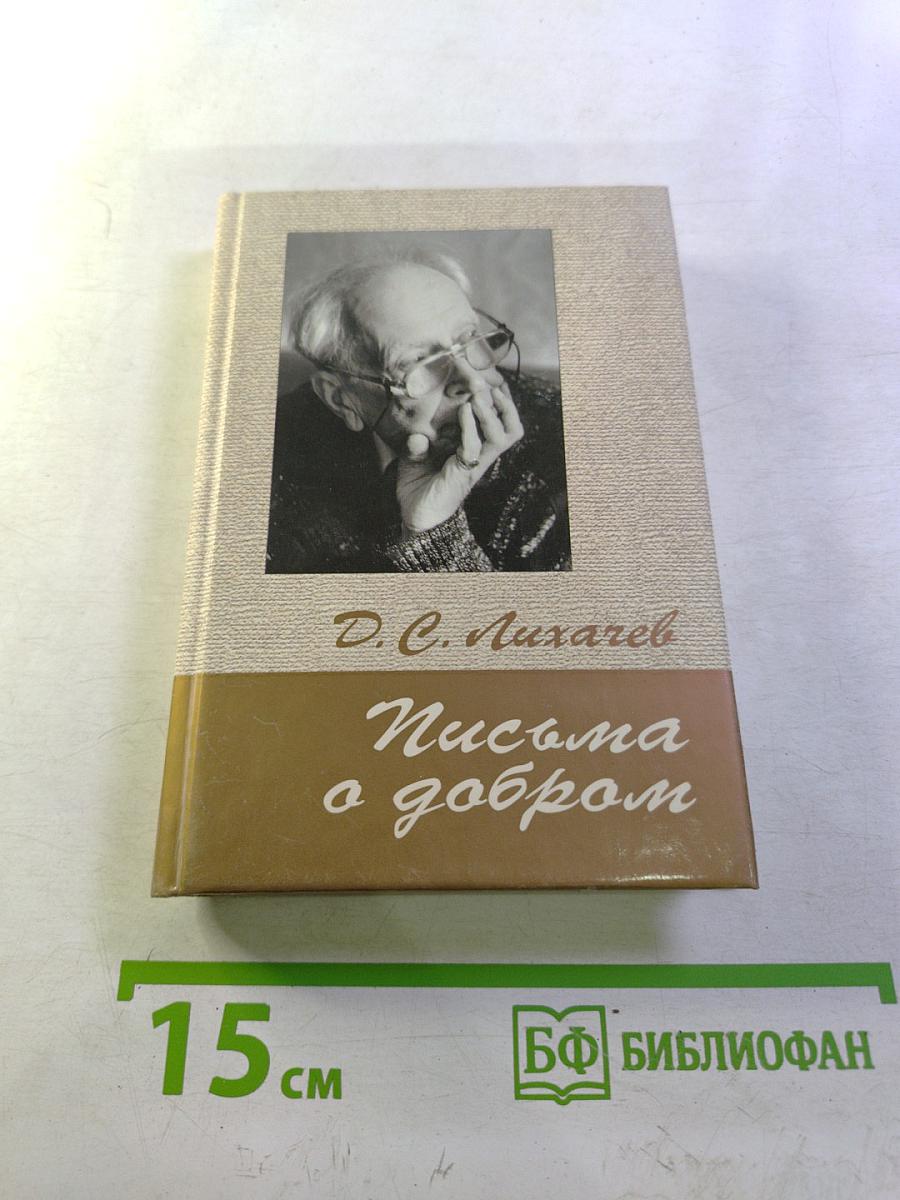 Д. С. Лихачев
Письма
о добром
15 см
БФ БИБЛИОФАН